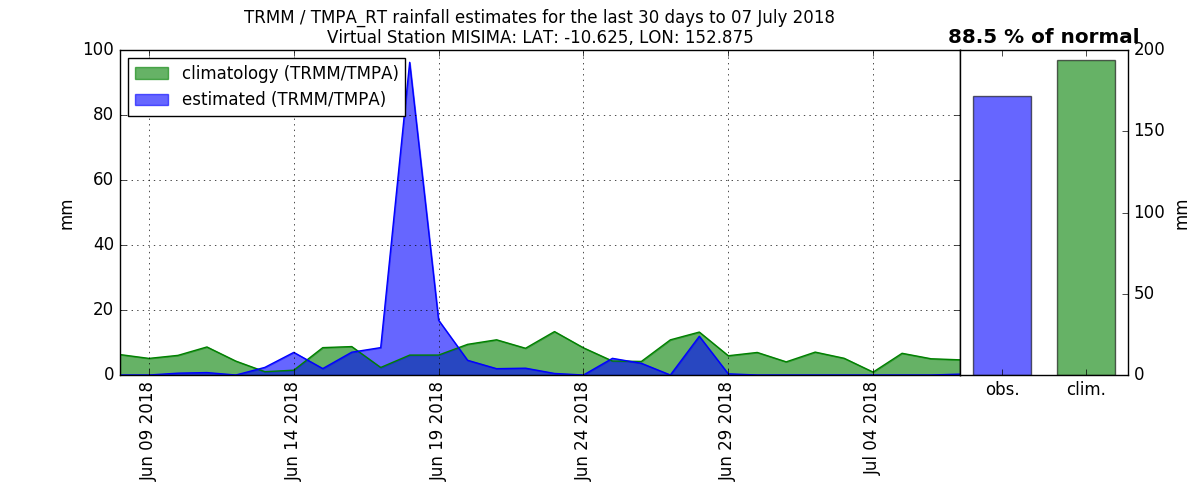 TRMM / TMPA_RT rainfall estimates for the last 30 days to 07 July 2018
Virtual Station MISIMA: LAT: -10.625, LON: 152.875
88.5 % of normal
climatology (TRMM/TMPA)
estimated (TRMM/TMPA)
100
80
60
40
20
0
mm
Jun 09 2018
Jun 14 2018
Jun 19 2018
Jun 24 2018
Jun 29 2018
Jul 04 2018
obs.
clim.
200
150
100
50
0
mm